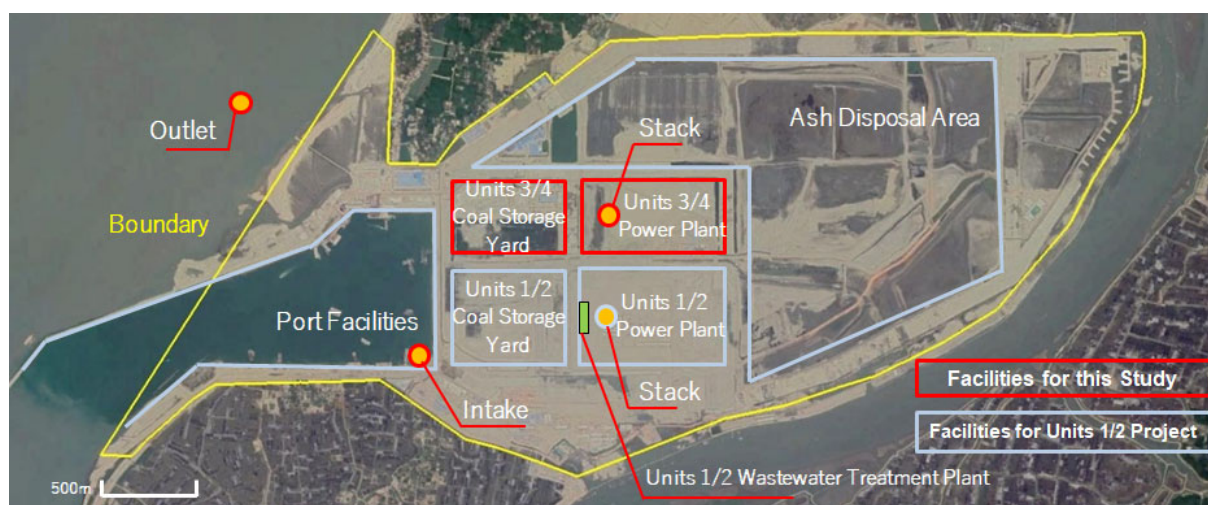 Outlet
Stack
Ash Disposal Area
Boundary
Units 3/4
Coal Storage
Yard
Units 3/4
Power Plant
Port Facilities
Units 1/2
Coal Storage
Yard
Units 1/2
Power Plant
Intake
Stack
Facilities for this Study
Facilities for Units 1/2 Project
Units 1/2 Wastewater Treatment Plant
500m